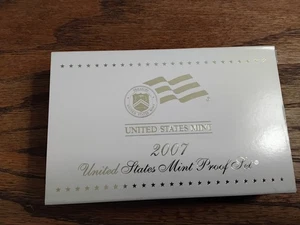 UNITED STATES MINT
2007
United States Mint Proof Set®